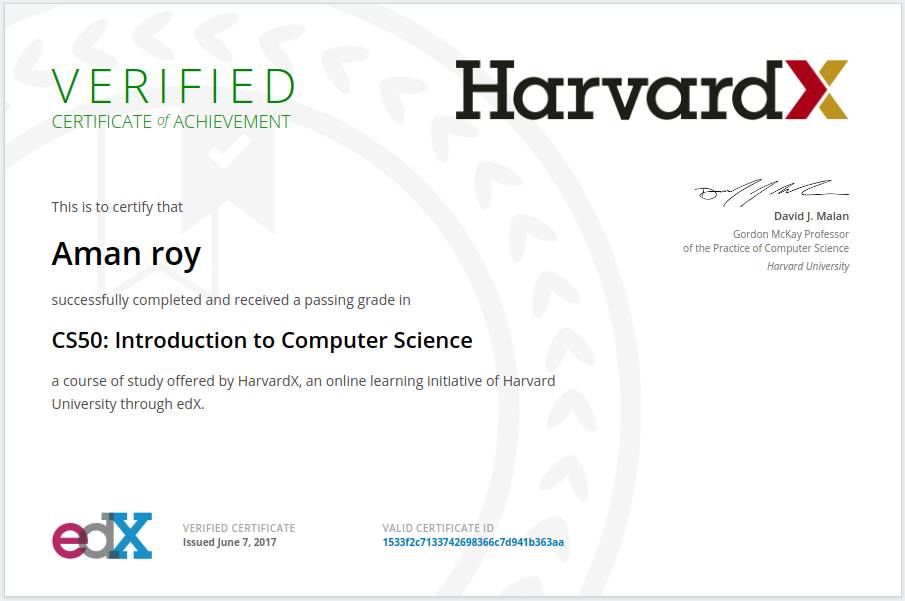 VERIFIED
CERTIFICATE of ACHIEVEMENT
HarvardX
This is to certify that
Aman roy
successfully completed and received a passing grade in
CS50: Introduction to Computer Science
a course of study offered by HarvardX, an online learning initiative of Harvard
University through edX.
David J. Malan
Gordon McKay Professor
of the Practice of Computer Science
Harvard University
edX
VERIFIED CERTIFICATE
Issued June 7, 2017
VALID CERTIFICATE ID
1533f2c7133742698366c7d941b363aa